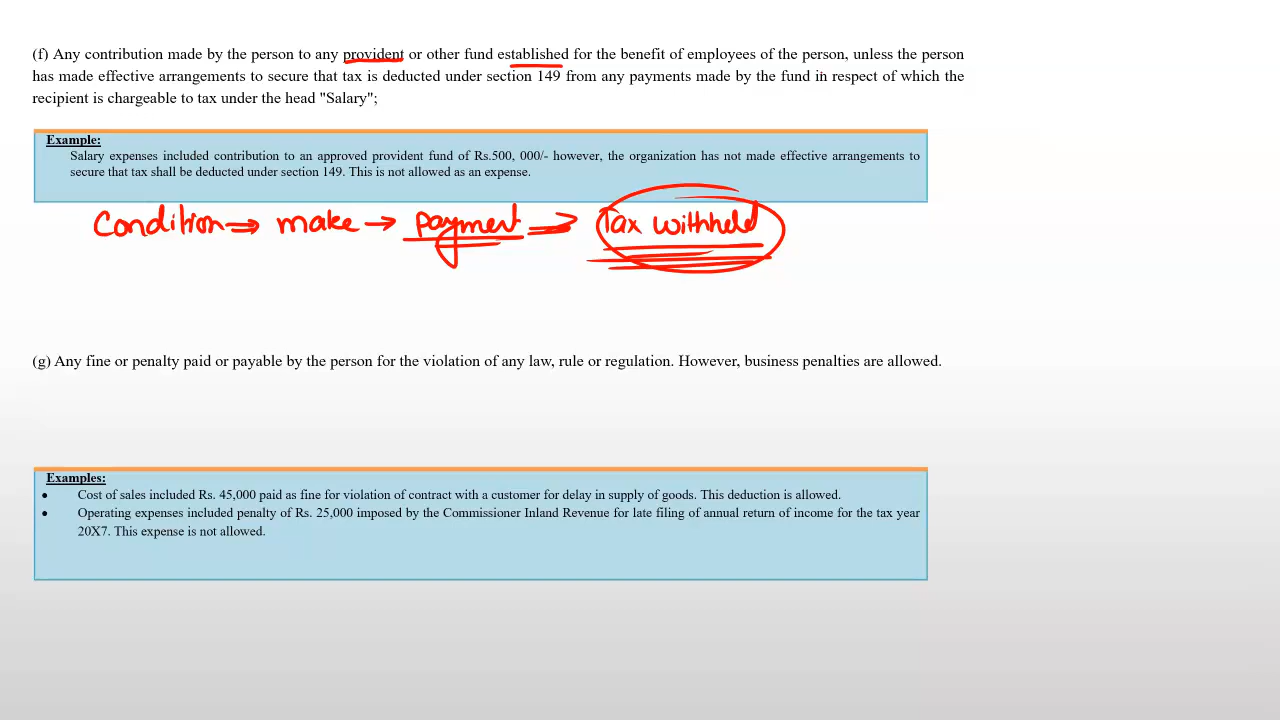 (f) Any contribution made by the person to any provident or other fund established for the benefit of employees of the person, unless the person
has made effective arrangements to secure that tax is deducted under section 149 from any payments made by the fund in respect of which the
recipient is chargeable to tax under the head "Salary";
Example:
Salary expenses included contribution to an approved provident fund of Rs.500, 000/- however, the organization has not made effective arrangements to
secure that tax shall be deducted under section 149. This is not allowed as an expense.
Condition → make → payment → Tax withheld
(g) Any fine or penalty paid or payable by the person for the violation of any law, rule or regulation. However, business penalties are allowed.
Examples:
• Cost of sales included Rs. 45,000 paid as fine for violation of contract with a customer for delay in supply of goods. This deduction is allowed.
• Operating expenses included penalty of Rs. 25,000 imposed by the Commissioner Inland Revenue for late filing of annual return of income for the tax year
20X7. This expense is not allowed.